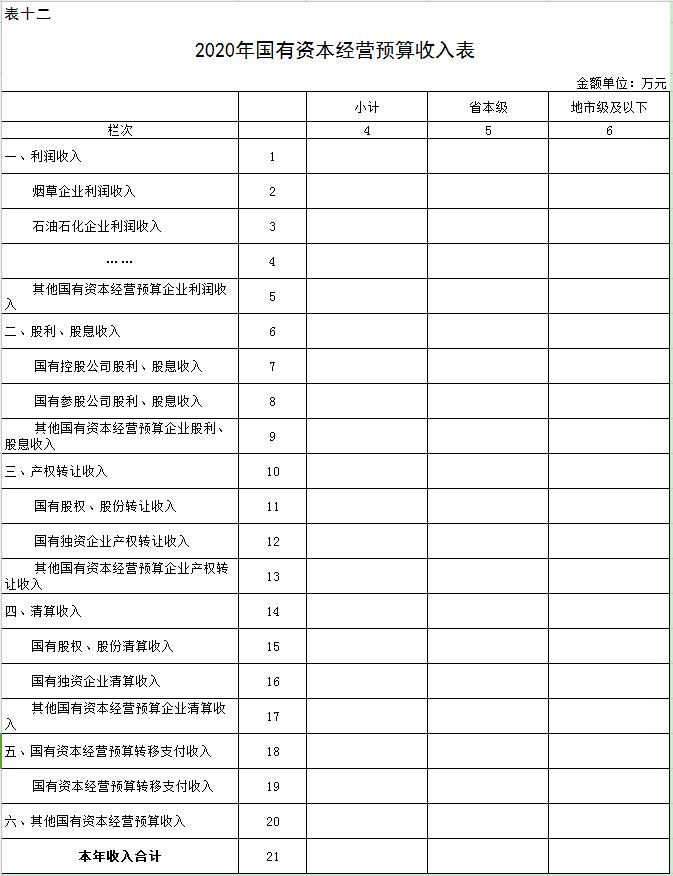 表十二
2020年国有资本经营预算收入表
金额单位：万元
小计 省本级 地市级及以下
栏次 4 5 6
一、利润收入 1
烟草企业利润收入 2
石油石化企业利润收入 3
…… 4
其他国有资本经营预算企业利润收
入 5
二、股利、股息收入 6
国有控股公司股利、股息收入 7
国有参股公司股利、股息收入 8
其他国有资本经营预算企业股利、
股息收入 9
三、产权转让收入 10
国有股权、股份转让收入 11
国有独资企业产权转让收入 12
其他国有资本经营预算企业产权转
让收入 13
四、清算收入 14
国有股权、股份清算收入 15
国有独资企业清算收入 16
其他国有资本经营预算企业清算收
入 17
五、国有资本经营预算转移支付收入 18
国有资本经营预算转移支付收入 19
六、其他国有资本经营预算收入 20
本年收入合计 21